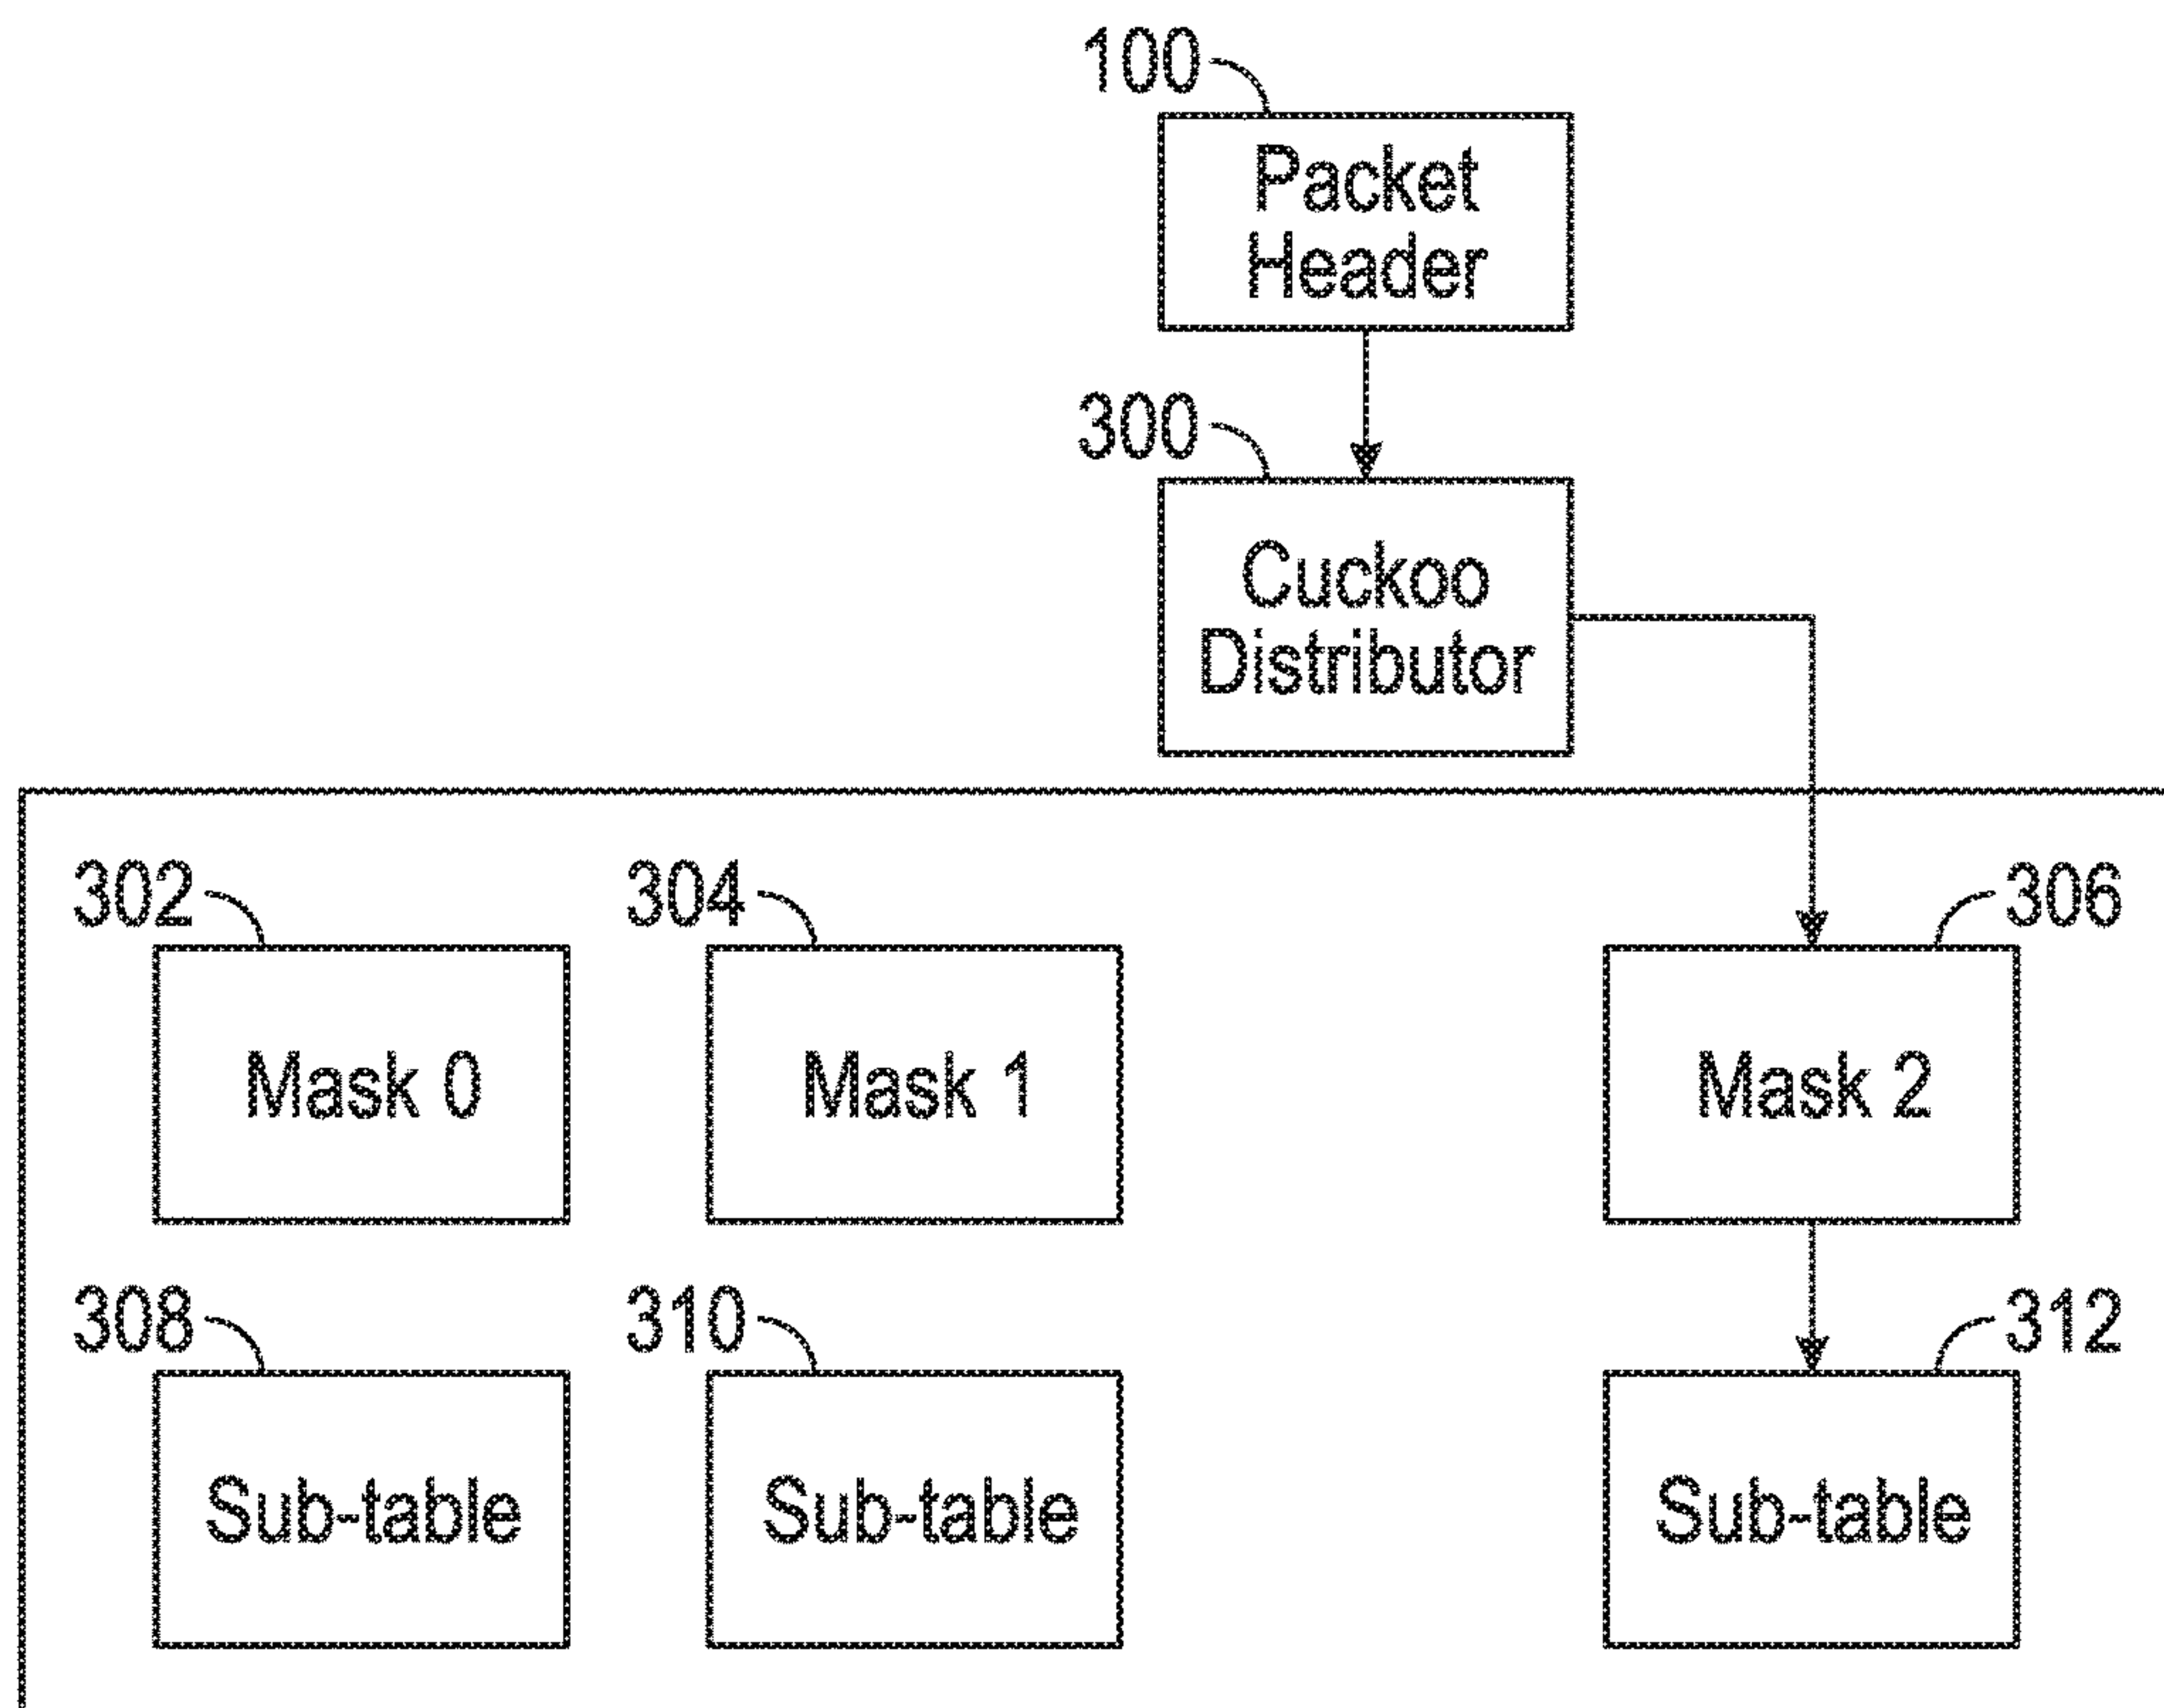 100
Packet
Header
300
Cuckoo
Distributor
302
304
306
Mask 0
Mask 1
Mask 2
308
310
312
Sub-table
Sub-table
Sub-table